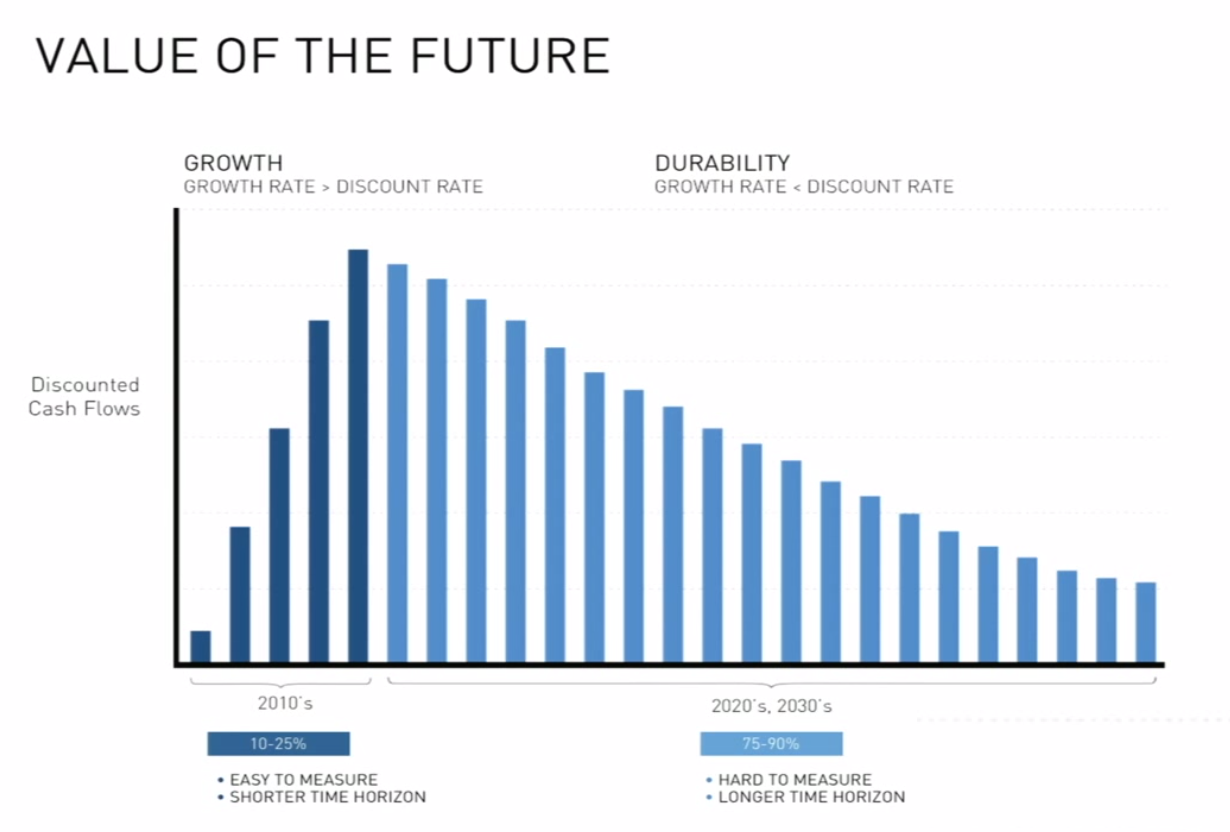 VALUE OF THE FUTURE
GROWTH
GROWTH RATE > DISCOUNT RATE
DURABILITY
GROWTH RATE < DISCOUNT RATE
Discounted
Cash Flows
2010's
2020's, 2030's
10-25%
75-90%
• EASY TO MEASURE
• SHORTER TIME HORIZON
• HARD TO MEASURE
• LONGER TIME HORIZON